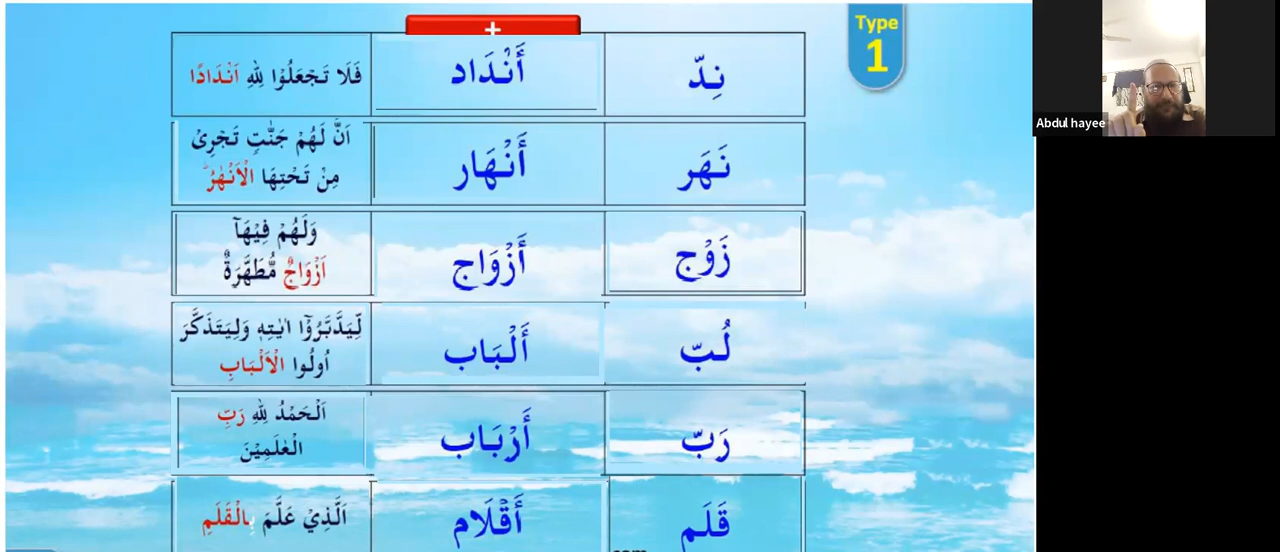 +
Type
1
نِدّ
أَنْدَاد
فَلَا تَجْعَلُوْا لِلّٰهِ اَنْدَادًا
نَهَر
أَنْهَار
اَنَّ لَهُمْ جَنّٰتٍ تَجْرِیْ
مِنْ تَحْتِهَا الْاَنْهٰرُ ؕ
زَوْج
أَزْوَاج
وَلَهُمْ فِیْهَاۤ
اَزْوَاجٌ مُّطَهَّرَةٌ
لُبّ
أَلْبَاب
لِّیَدَّبَّرُوْۤا اٰیٰتِهٖ وَلِیَتَذَكَّرَ
اُولُوا الْاَلْبَابِ
رَبّ
أَرْبَاب
اَلْحَمْدُ لِلّٰهِ رَبِّ
الْعٰلَمِیْنَ
قَلَم
أَقْلَام
الَّذِیْ عَلَّمَ بِالْقَلَمِ
Abdul hayee